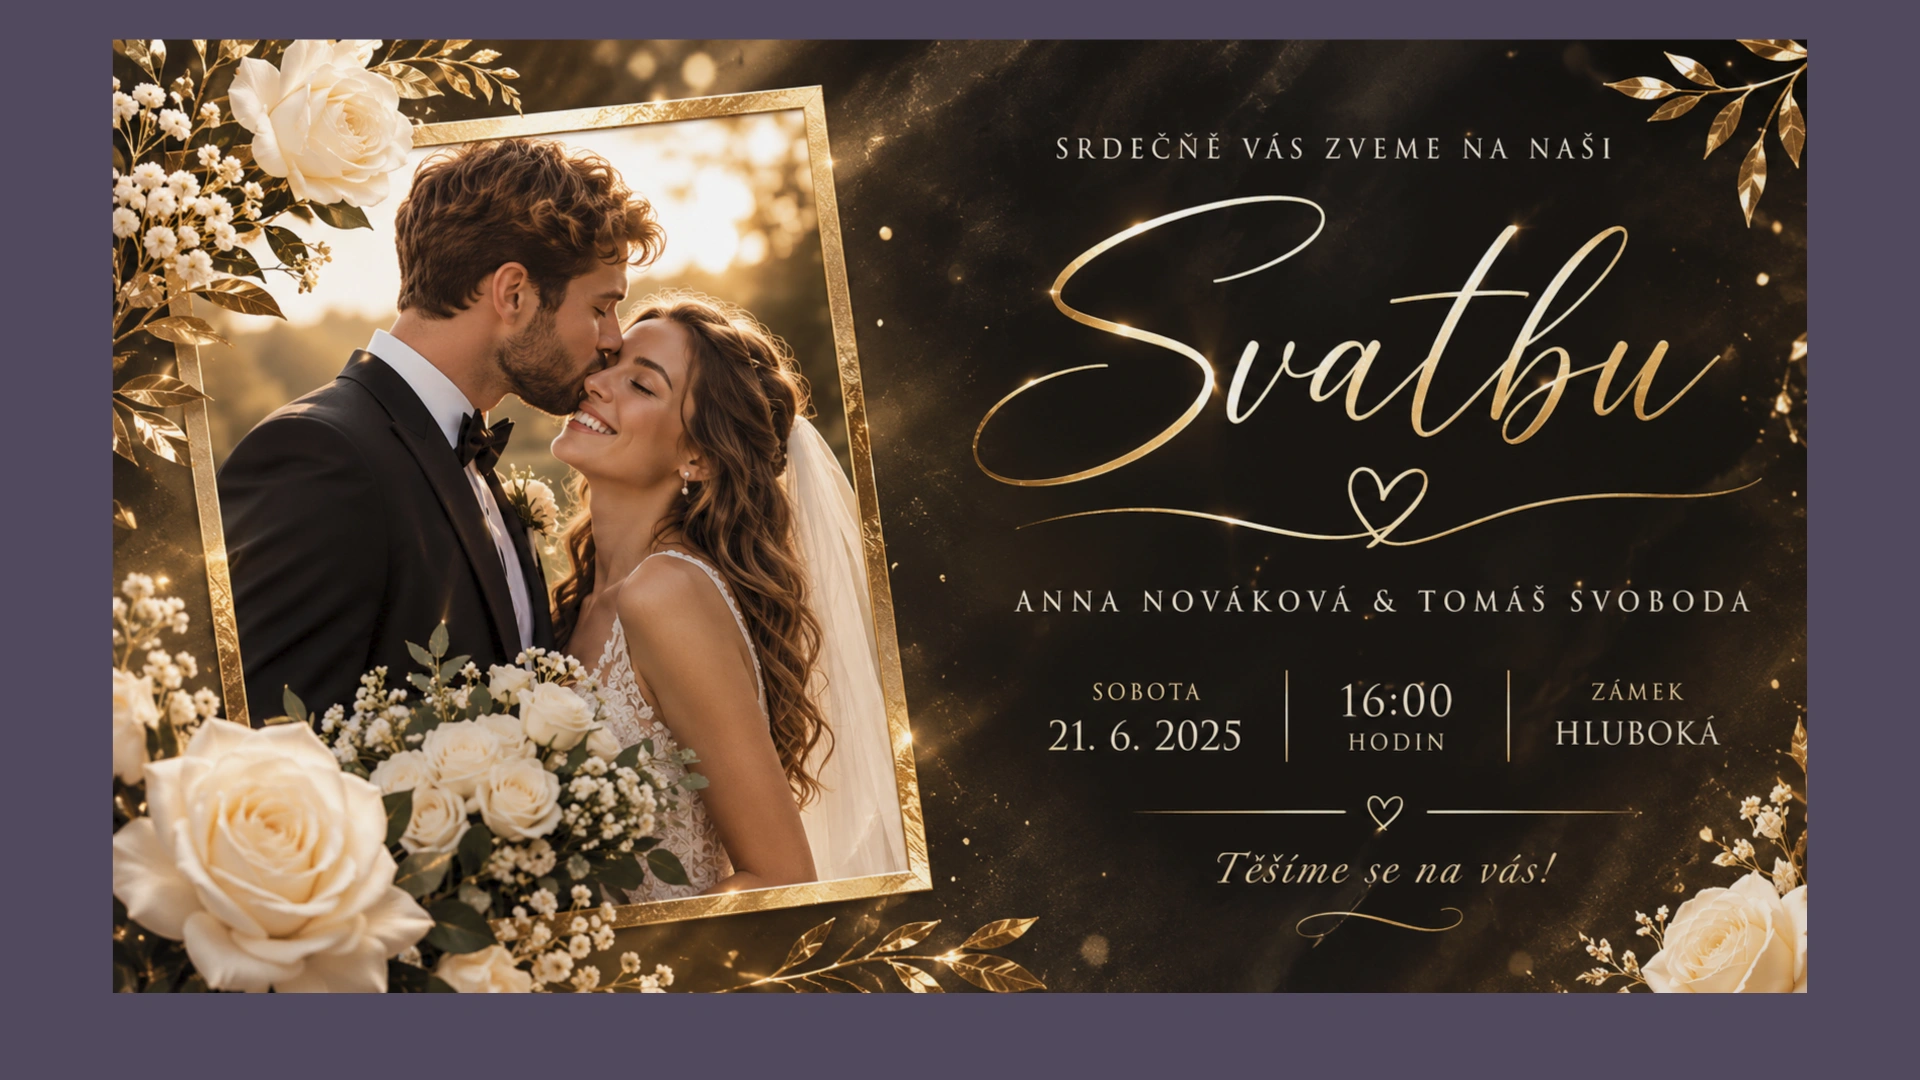 SRDEČŇĚ VÁS ZVEME NA NAŠI
Svatbu
ANNA NOVÁKOVÁ & TOMÁŠ SVOBODA
SOBOTA
21. 6. 2025
16:00
HODIN
ZÁMEK
HLUBOKÁ
Těšíme se na vás!